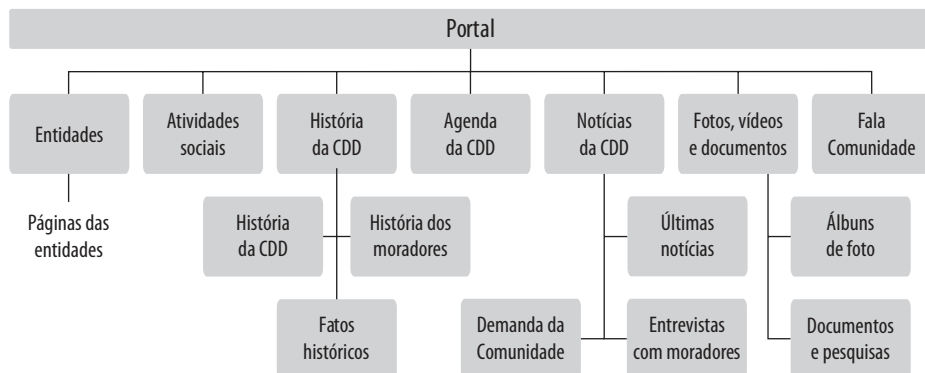 Portal
Entidades
Atividades
sociais
História
da CDD
Agenda
da CDD
Notícias
da CDD
Fotos, vídeos
e documentos
Fala
Comunidade
Páginas das
entidades
História
da CDD
História dos
moradores
Últimas
notícias
Álbuns
de foto
Fatos
históricos
Demanda da
Comunidade
Entrevistas
com moradores
Documentos
e pesquisas